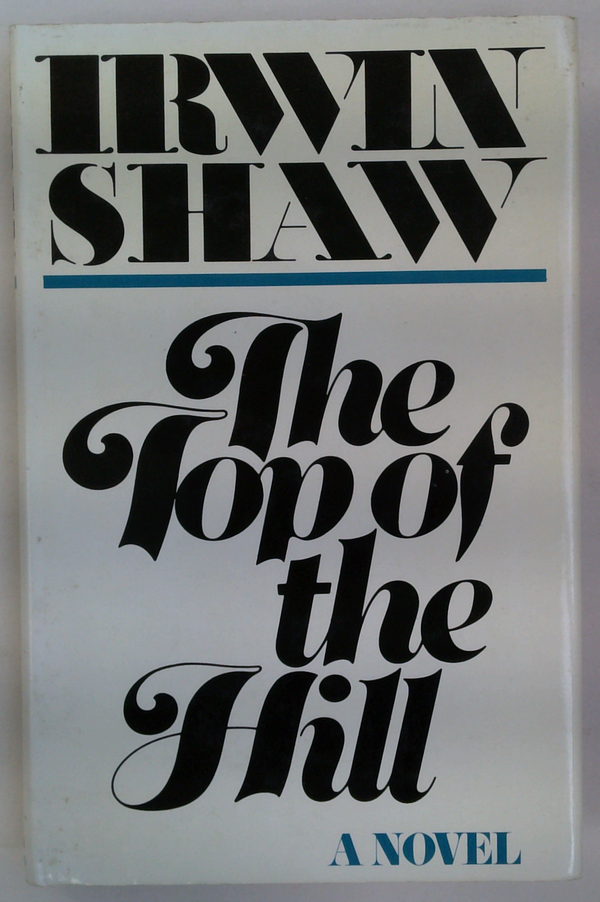 IRWIN
SHAW
The
Top of
the
Hill
A NOVEL